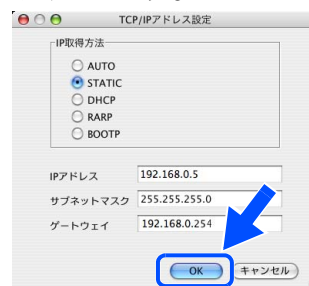 TCP/IPアドレス設定
IP取得方法
AUTO
STATIC
DHCP
RARP
BOOTP
IPアドレス 192.168.0.5
サブネットマスク 255.255.255.0
ゲートウェイ 192.168.0.254
OK キャンセル